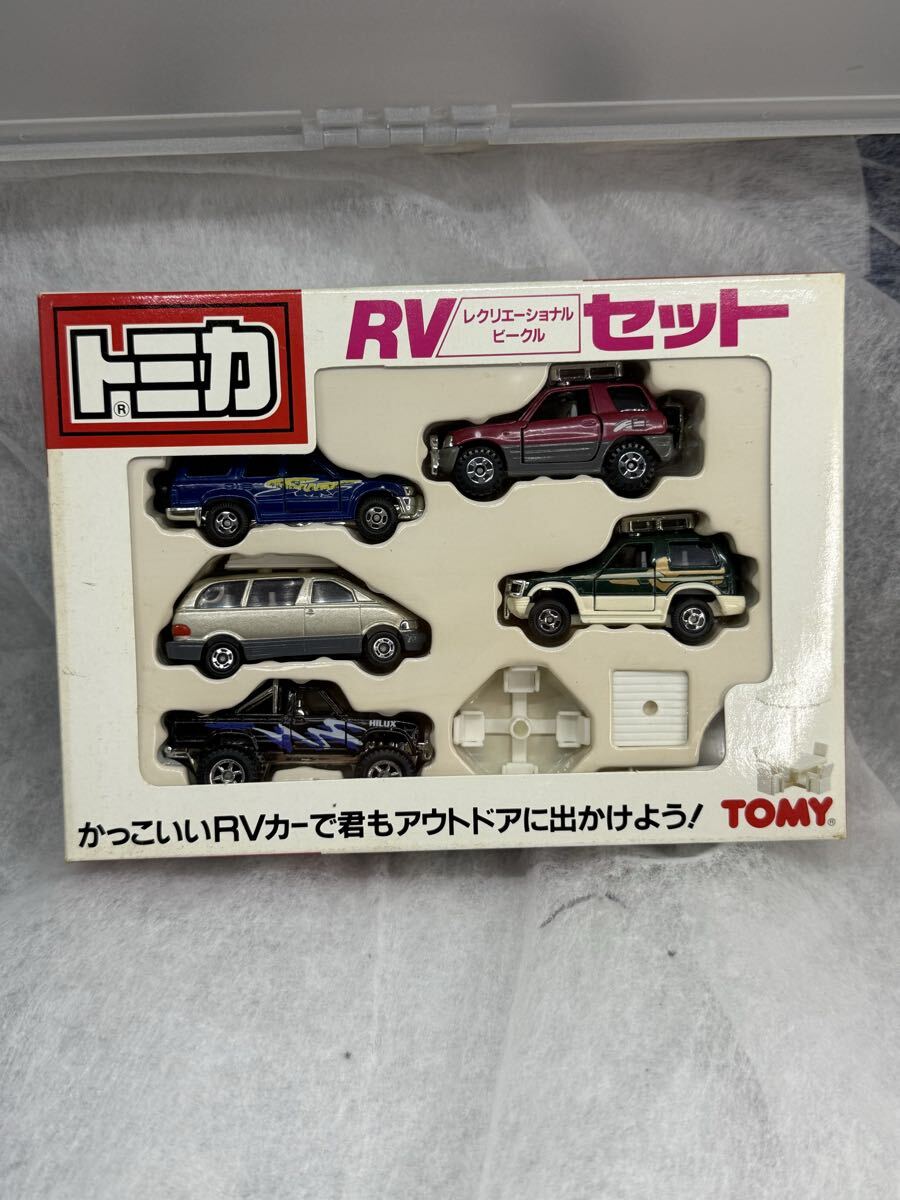 トミカ®
RV
レクリエーショナル
ビークル
セット
HILUX
かっこいいRVカーで君もアウトドアに出かけよう!
TOMY®